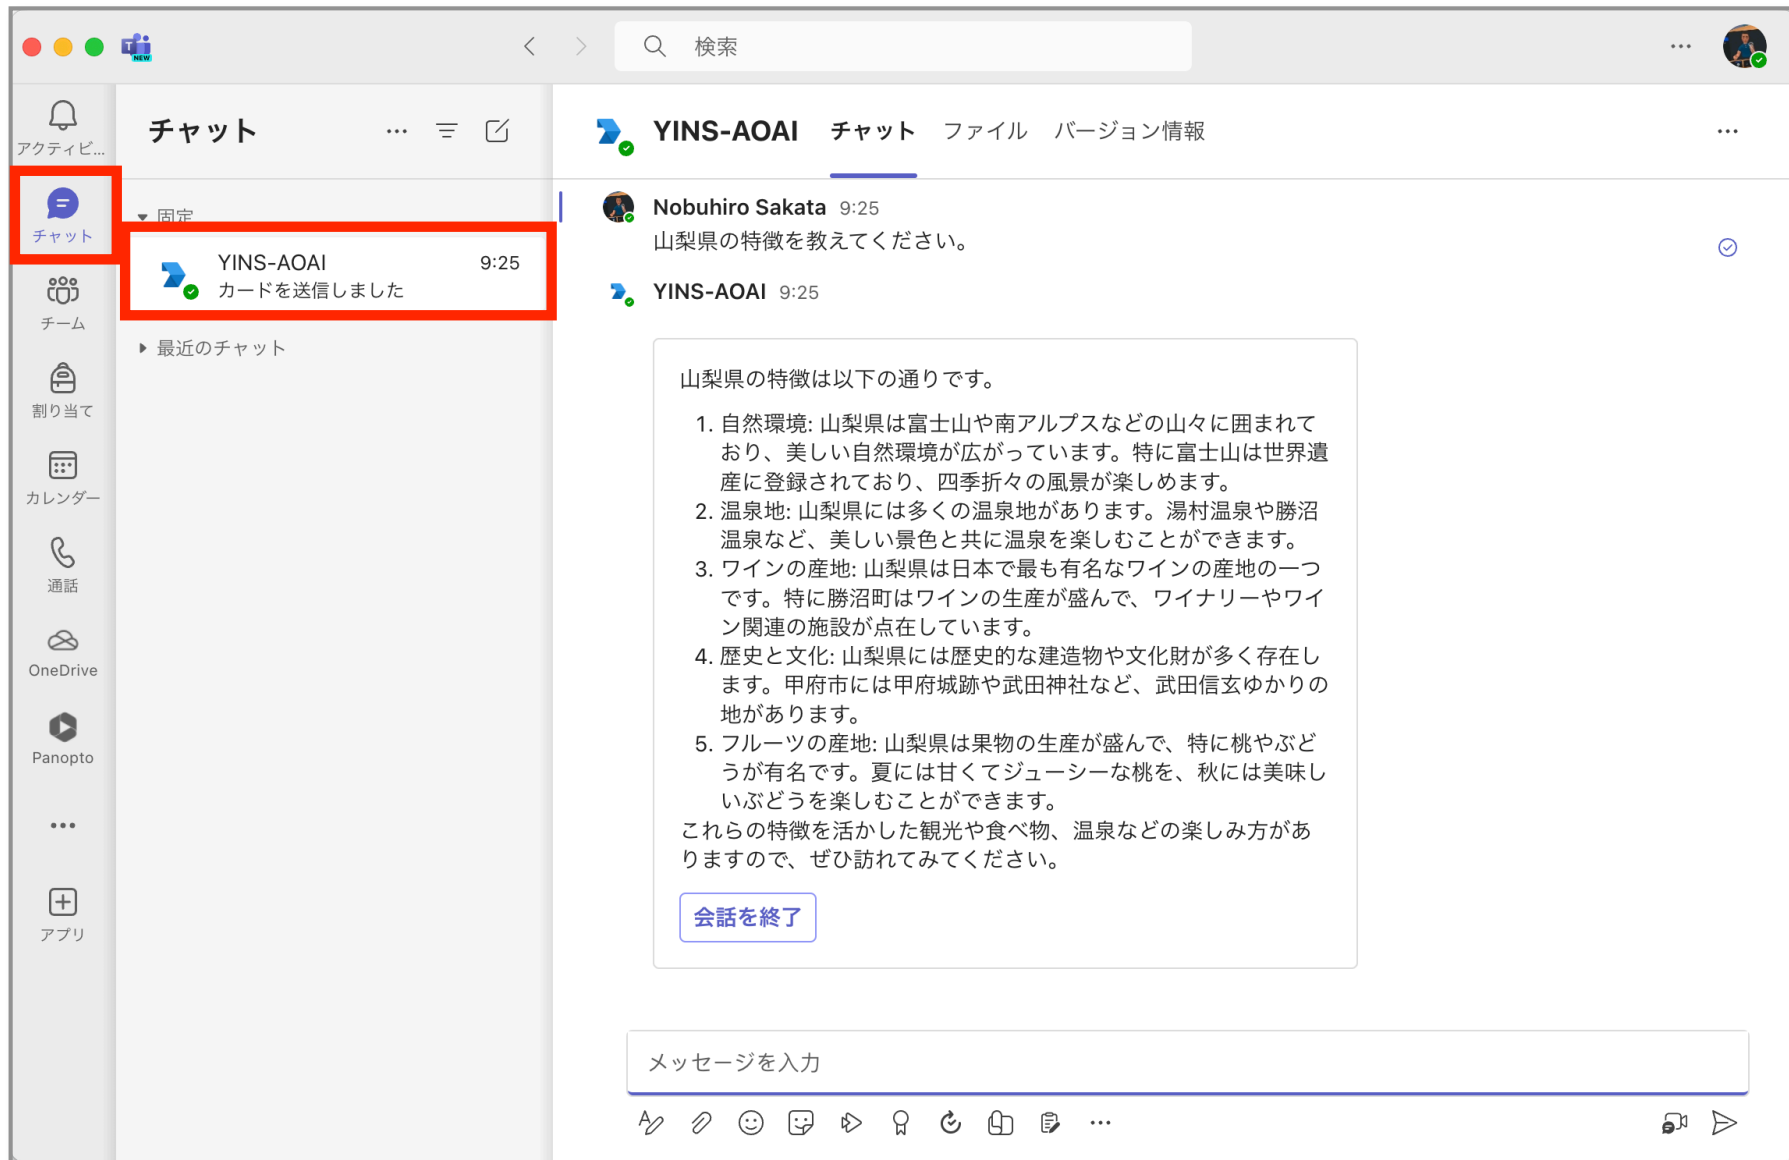 NEW
検索
アクティビ...
チャット
チーム
割り当て
カレンダー
通話
OneDrive
Panopto
アプリ
チャット
固定
YINS-AOAI 9:25
カードを送信しました
最近のチャット
YINS-AOAI チャット ファイル バージョン情報
Nobuhiro Sakata 9:25
山梨県の特徴を教えてください。
YINS-AOAI 9:25
山梨県の特徴は以下の通りです。
1. 自然環境: 山梨県は富士山や南アルプスなどの山々に囲まれて
おり、美しい自然環境が広がっています。特に富士山は世界遺
産に登録されており、四季折々の風景が楽しめます。
2. 温泉地: 山梨県には多くの温泉地があります。湯村温泉や勝沼
温泉など、美しい景色と共に温泉を楽しむことができます。
3. ワインの産地: 山梨県は日本で最も有名なワインの産地の一つ
です。特に勝沼町はワインの生産が盛んで、ワイナリーやワイ
ン関連の施設が点在しています。
4. 歴史と文化: 山梨県には歴史的な建造物や文化財が多く存在し
ます。甲府市には甲府城跡や武田神社など、武田信玄ゆかりの
地があります。
5. フルーツの産地: 山梨県は果物の生産が盛んで、特に桃やぶど
うが有名です。夏には甘くてジューシーな桃を、秋には美味し
いぶどうを楽しむことができます。
これらの特徴を活かした観光や食べ物、温泉などの楽しみ方があ
りますので、ぜひ訪れてみてください。
会話を終了
メッセージを入力